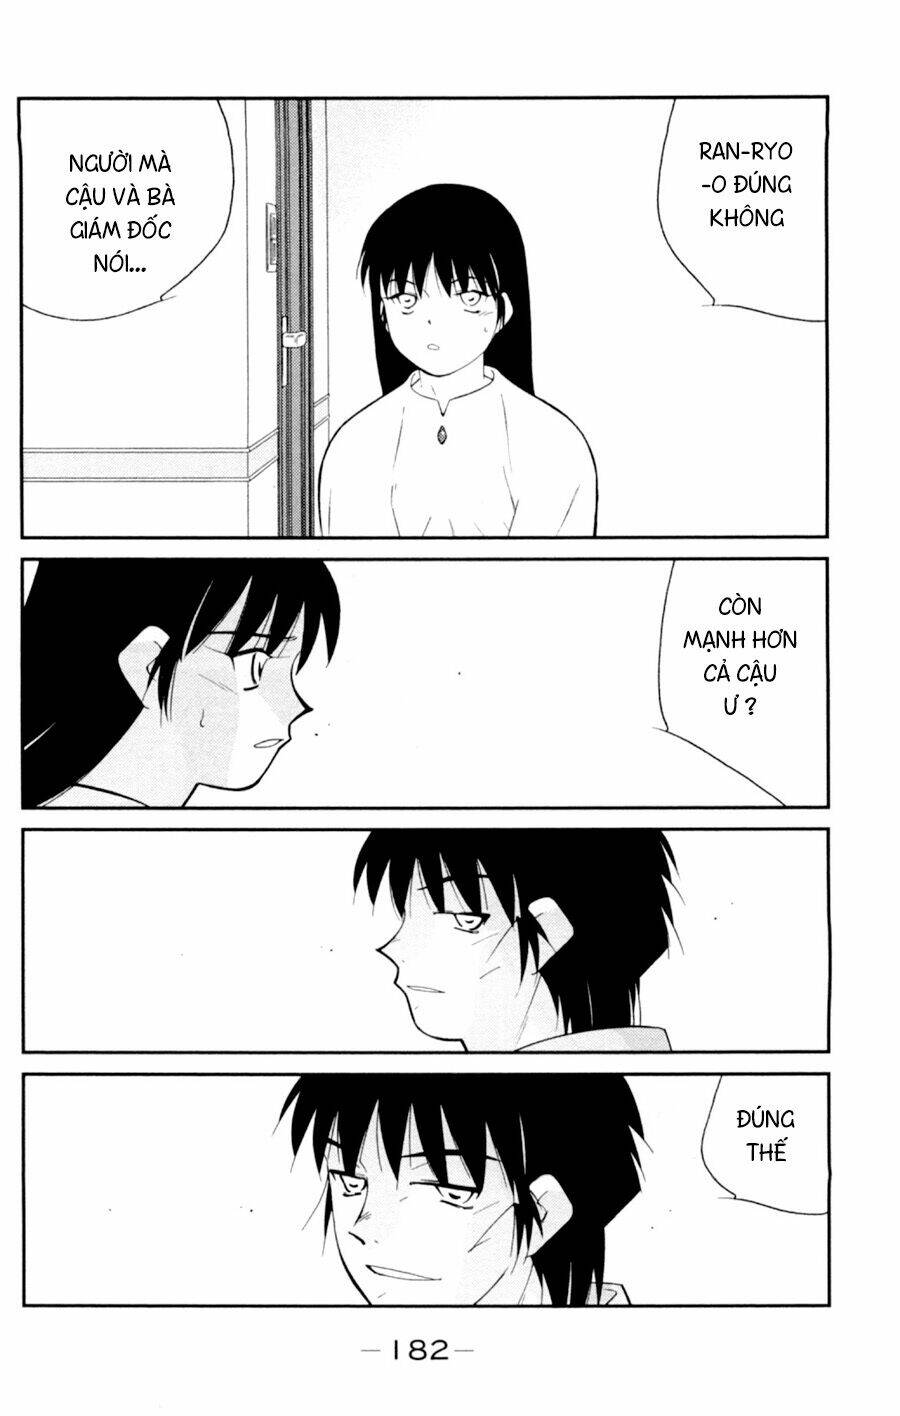 RAN-RYO
-O ĐÚNG
KHÔNG
NGƯỜI MÀ
CẬU VÀ BÀ
GIÁM ĐỐC
NÓI...
CÒN
MẠNH HƠN
CẢ CẬU
Ư ?
ĐÚNG
THẾ
— 182 —